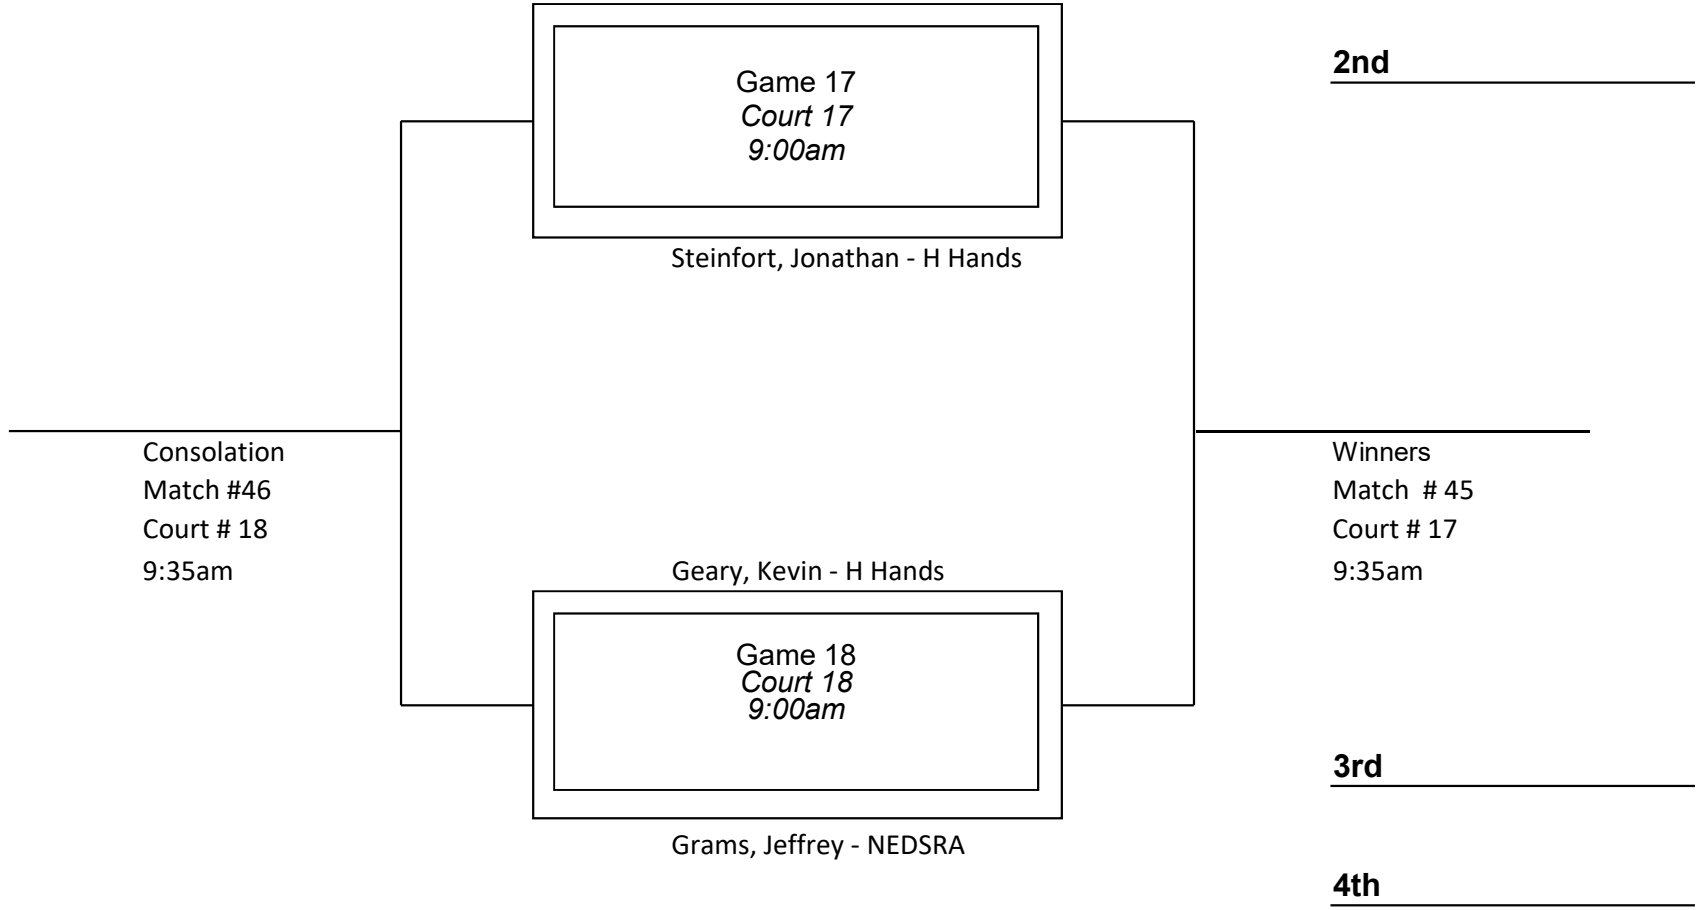 2nd
Game 17
Court 17
9:00am
Steinfort, Jonathan - H Hands
Consolation
Match #46
Court # 18
9:35am
Winners
Match  # 45
Court # 17
9:35am
Geary, Kevin - H Hands
Game 18
Court 18
9:00am
Grams, Jeffrey - NEDSRA
3rd
4th